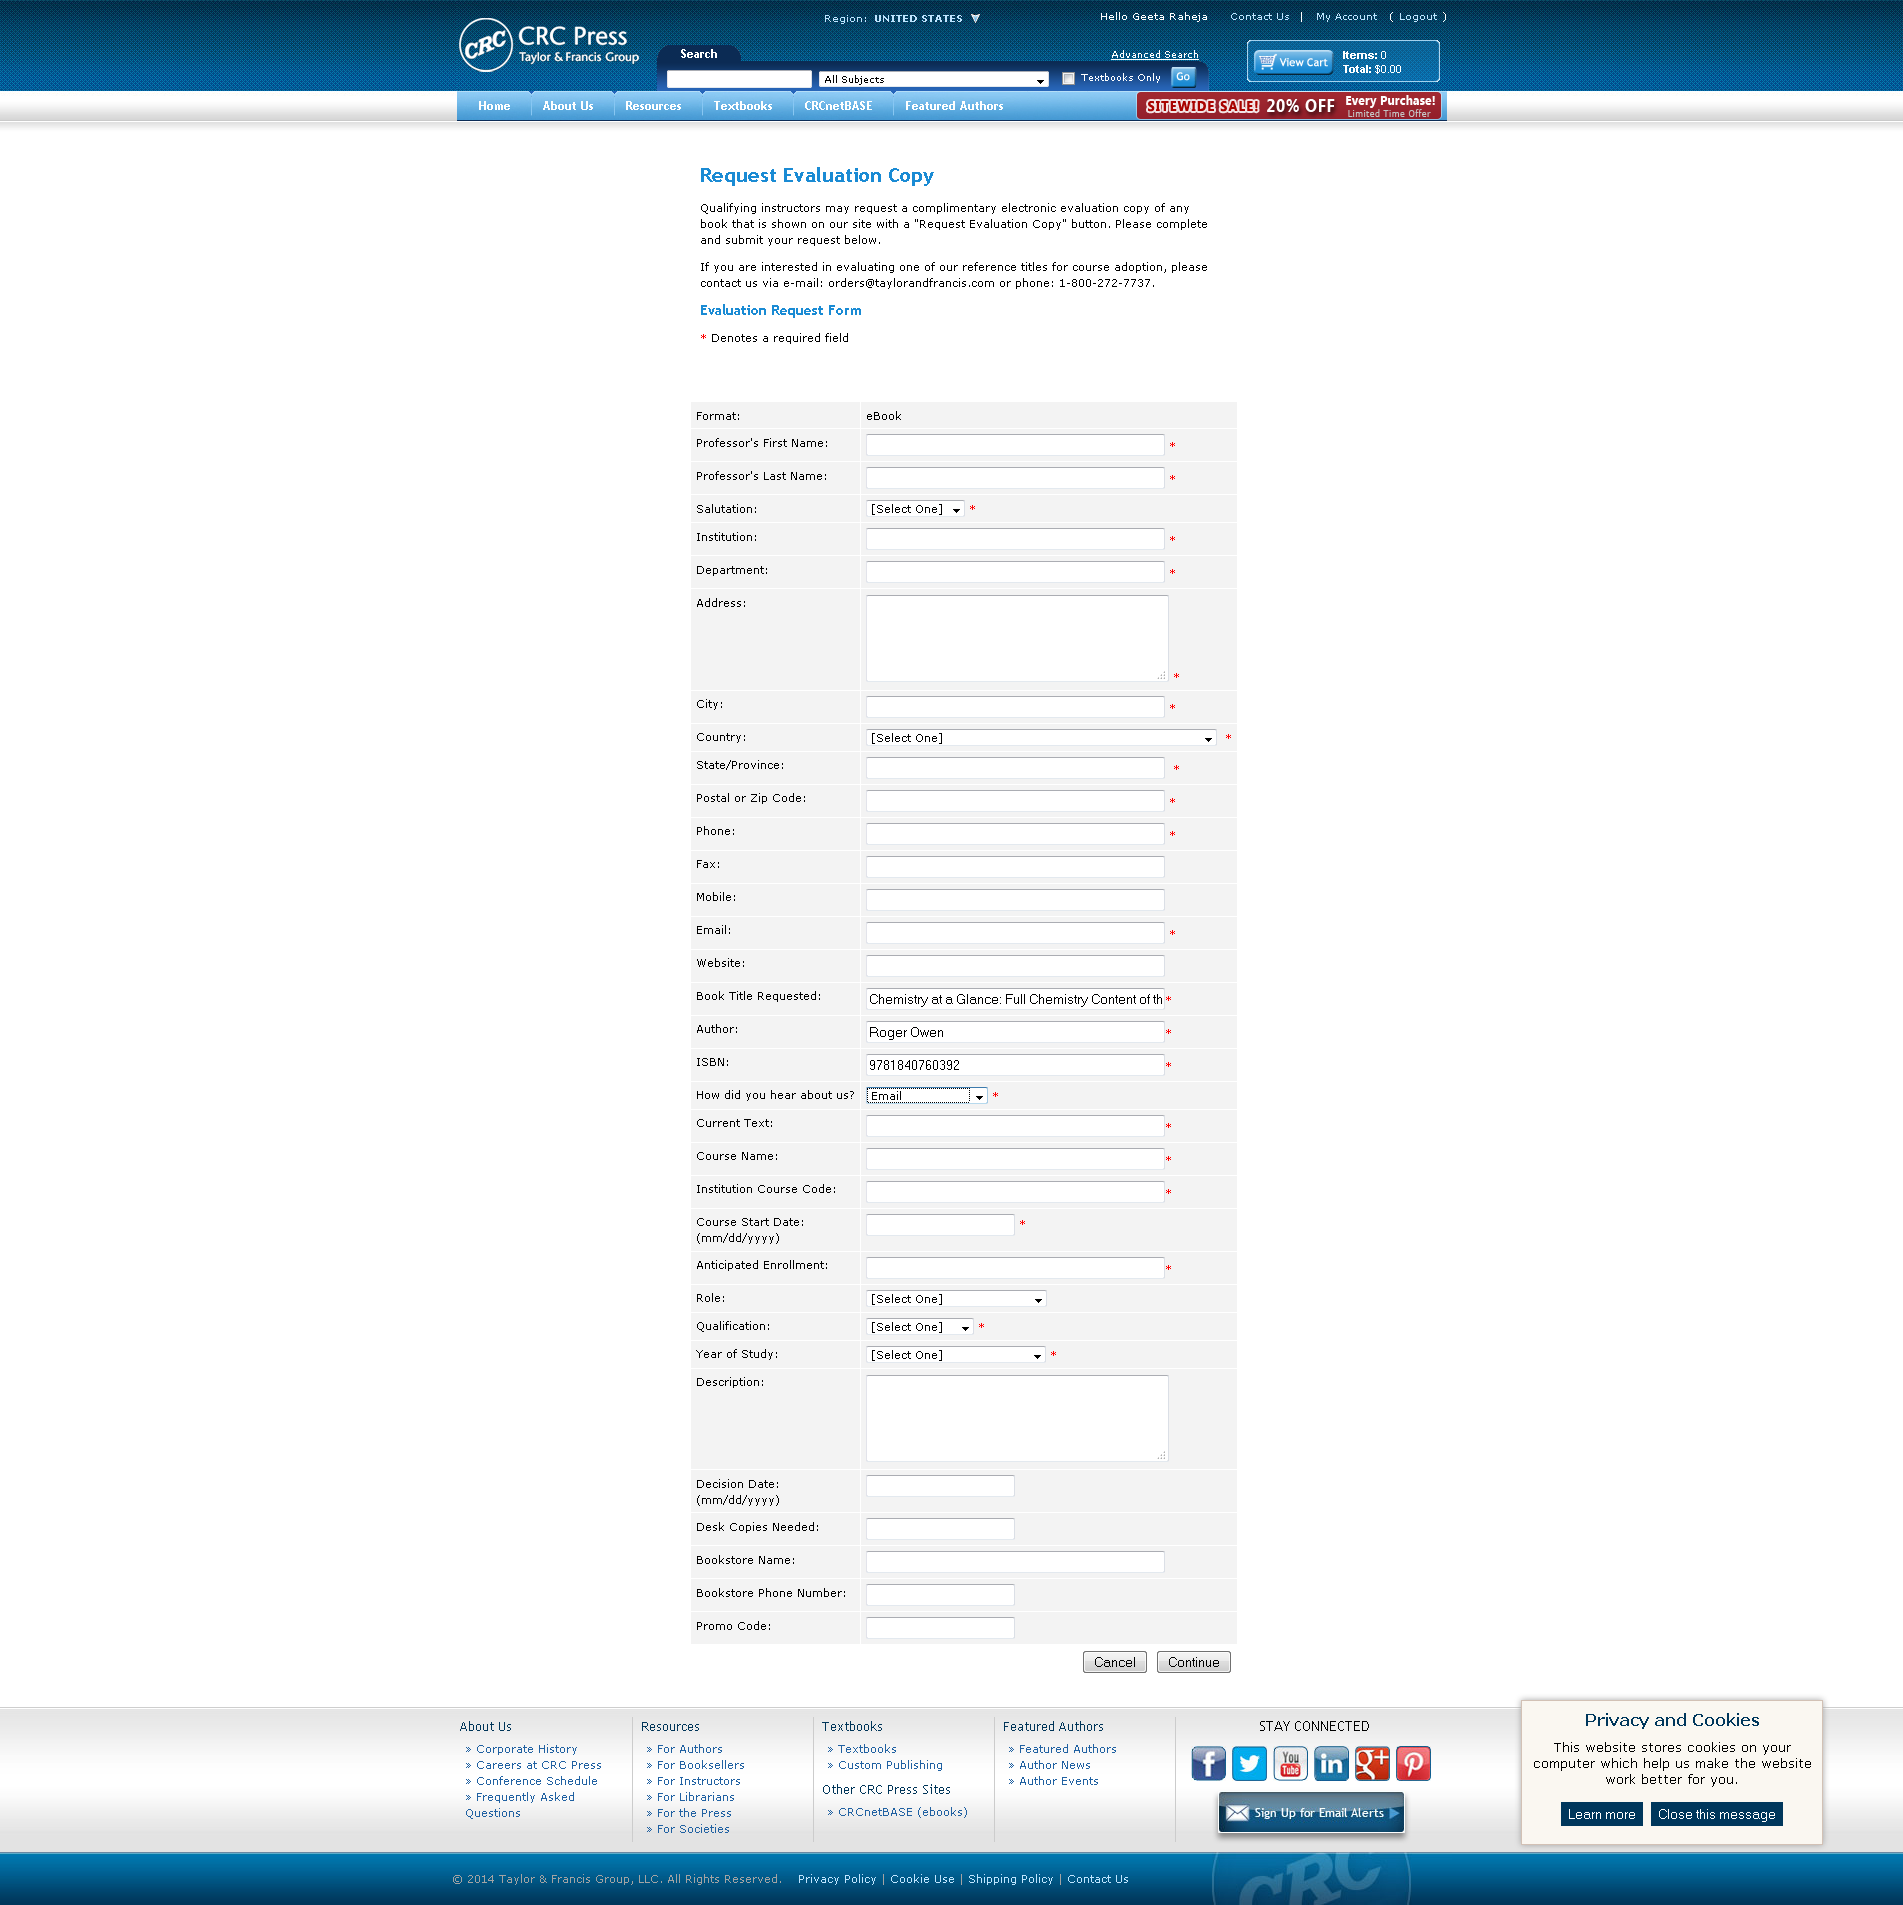 Region: UNITED STATES
Hello Geeta Raheja Contact Us | My Account ( Logout )
CRC CRC Press
Taylor & Francis Group
Search
Advanced Search
All Subjects
Textbooks Only
Go
View Cart
Items: 0
Total: $0.00
Home About Us Resources Textbooks CRCnetBASE Featured Authors
SITEWIDE SALE! 20% OFF Every Purchase!
Limited Time Offer
Request Evaluation Copy
Qualifying instructors may request a complimentary electronic evaluation copy of any
book that is shown on our site with a "Request Evaluation Copy" button. Please complete
and submit your request below.
If you are interested in evaluating one of our reference titles for course adoption, please
contact us via e-mail: orders@taylorandfrancis.com or phone: 1-800-272-7737.
Evaluation Request Form
* Denotes a required field
Format: eBook
Professor's First Name: *
Professor's Last Name: *
Salutation: [Select One] *
Institution: *
Department: *
Address: *
City: *
Country: [Select One] *
State/Province: *
Postal or Zip Code: *
Phone: *
Fax:
Mobile:
Email: *
Website:
Book Title Requested: Chemistry at a Glance: Full Chemistry Content of th *
Author: Roger Owen *
ISBN: 9781840760392 *
How did you hear about us? Email *
Current Text: *
Course Name: *
Institution Course Code: *
Course Start Date: *
(mm/dd/yyyy)
Anticipated Enrollment: *
Role: [Select One]
Qualification: [Select One] *
Year of Study: [Select One] *
Description:
Decision Date:
(mm/dd/yyyy)
Desk Copies Needed:
Bookstore Name:
Bookstore Phone Number:
Promo Code:
Cancel Continue
About Us
» Corporate History
» Careers at CRC Press
» Conference Schedule
» Frequently Asked
Questions
Resources
» For Authors
» For Booksellers
» For Instructors
» For Librarians
» For the Press
» For Societies
Textbooks
» Textbooks
» Custom Publishing
Other CRC Press Sites
» CRCnetBASE (ebooks)
Featured Authors
» Featured Authors
» Author News
» Author Events
STAY CONNECTED
You Tube in g+
Sign Up for Email Alerts
Privacy and Cookies
This website stores cookies on your
computer which help us make the website
work better for you.
Learn more Close this message
© 2014 Taylor & Francis Group, LLC. All Rights Reserved. Privacy Policy | Cookie Use | Shipping Policy | Contact Us
CRC